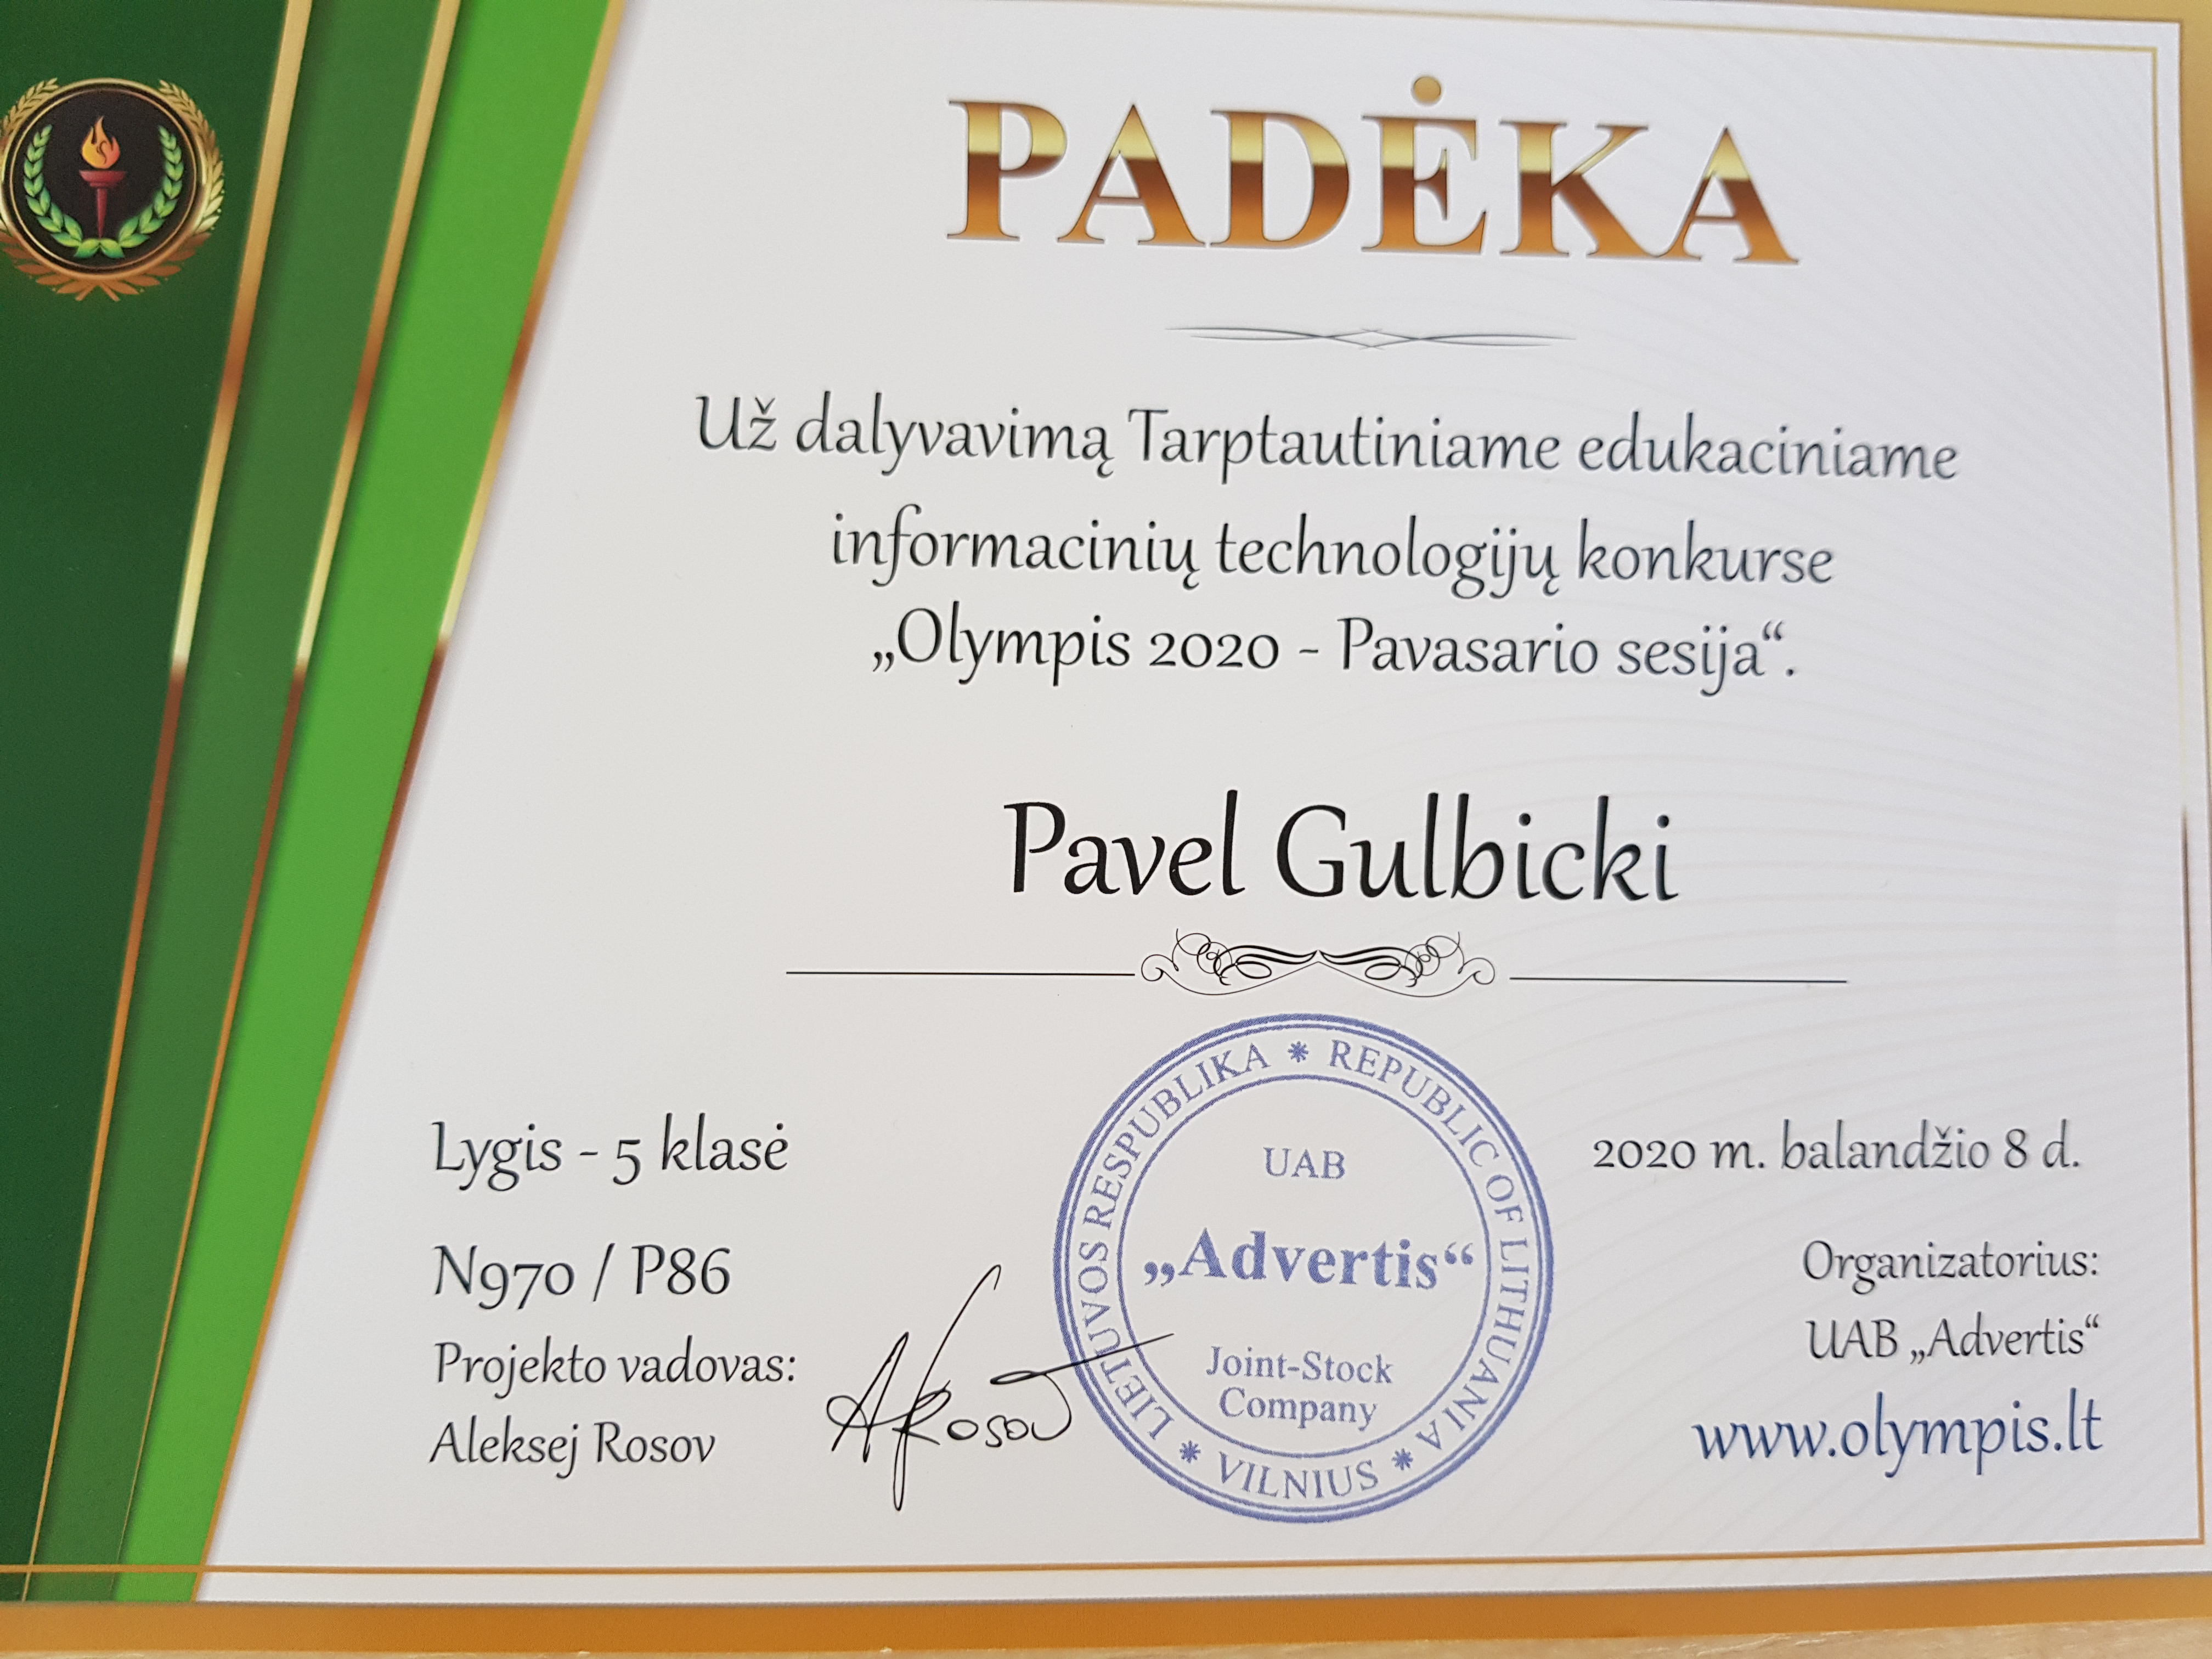 PADĖKA
Už dalyvavimą Tarptautiniame edukaciniame
informacinių technologijų konkurse
„Olympis 2020 - Pavasario sesija“.
Pavel Gulbicki
Lygis - 5 klasė
N970 / P86
Projekto vadovas:
Aleksej Rosov
ARosov
LIETUVOS RESPUBLIKA * REPUBLIC OF LITHUANIA * VILNIUS *
UAB
„Advertis“
Joint-Stock
Company
2020 m. balandžio 8 d.
Organizatorius:
UAB „Advertis“
www.olympis.lt